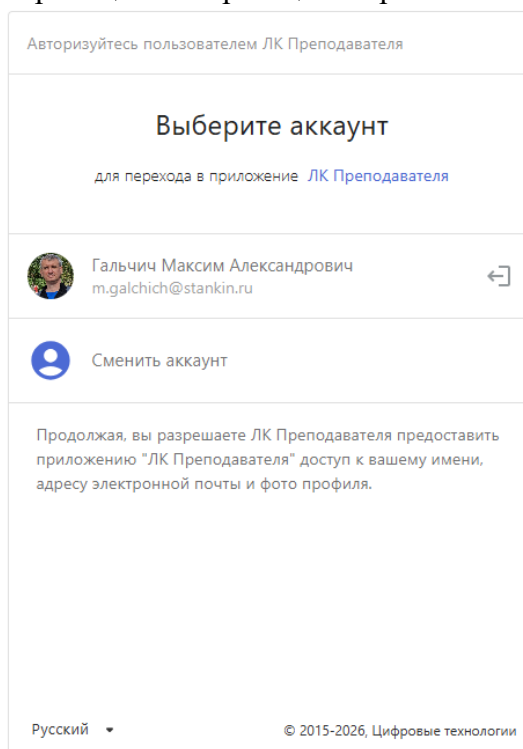 Авторизуйтесь пользователем ЛК Преподавателя
Выберите аккаунт
для перехода в приложение ЛК Преподавателя
Гальчич Максим Александрович
m.galchich@stankin.ru
Сменить аккаунт
Продолжая, вы разрешаете ЛК Преподавателя предоставить
приложению "ЛК Преподавателя" доступ к вашему имени,
адресу электронной почты и фото профиля.
Русский
© 2015-2026, Цифровые технологии